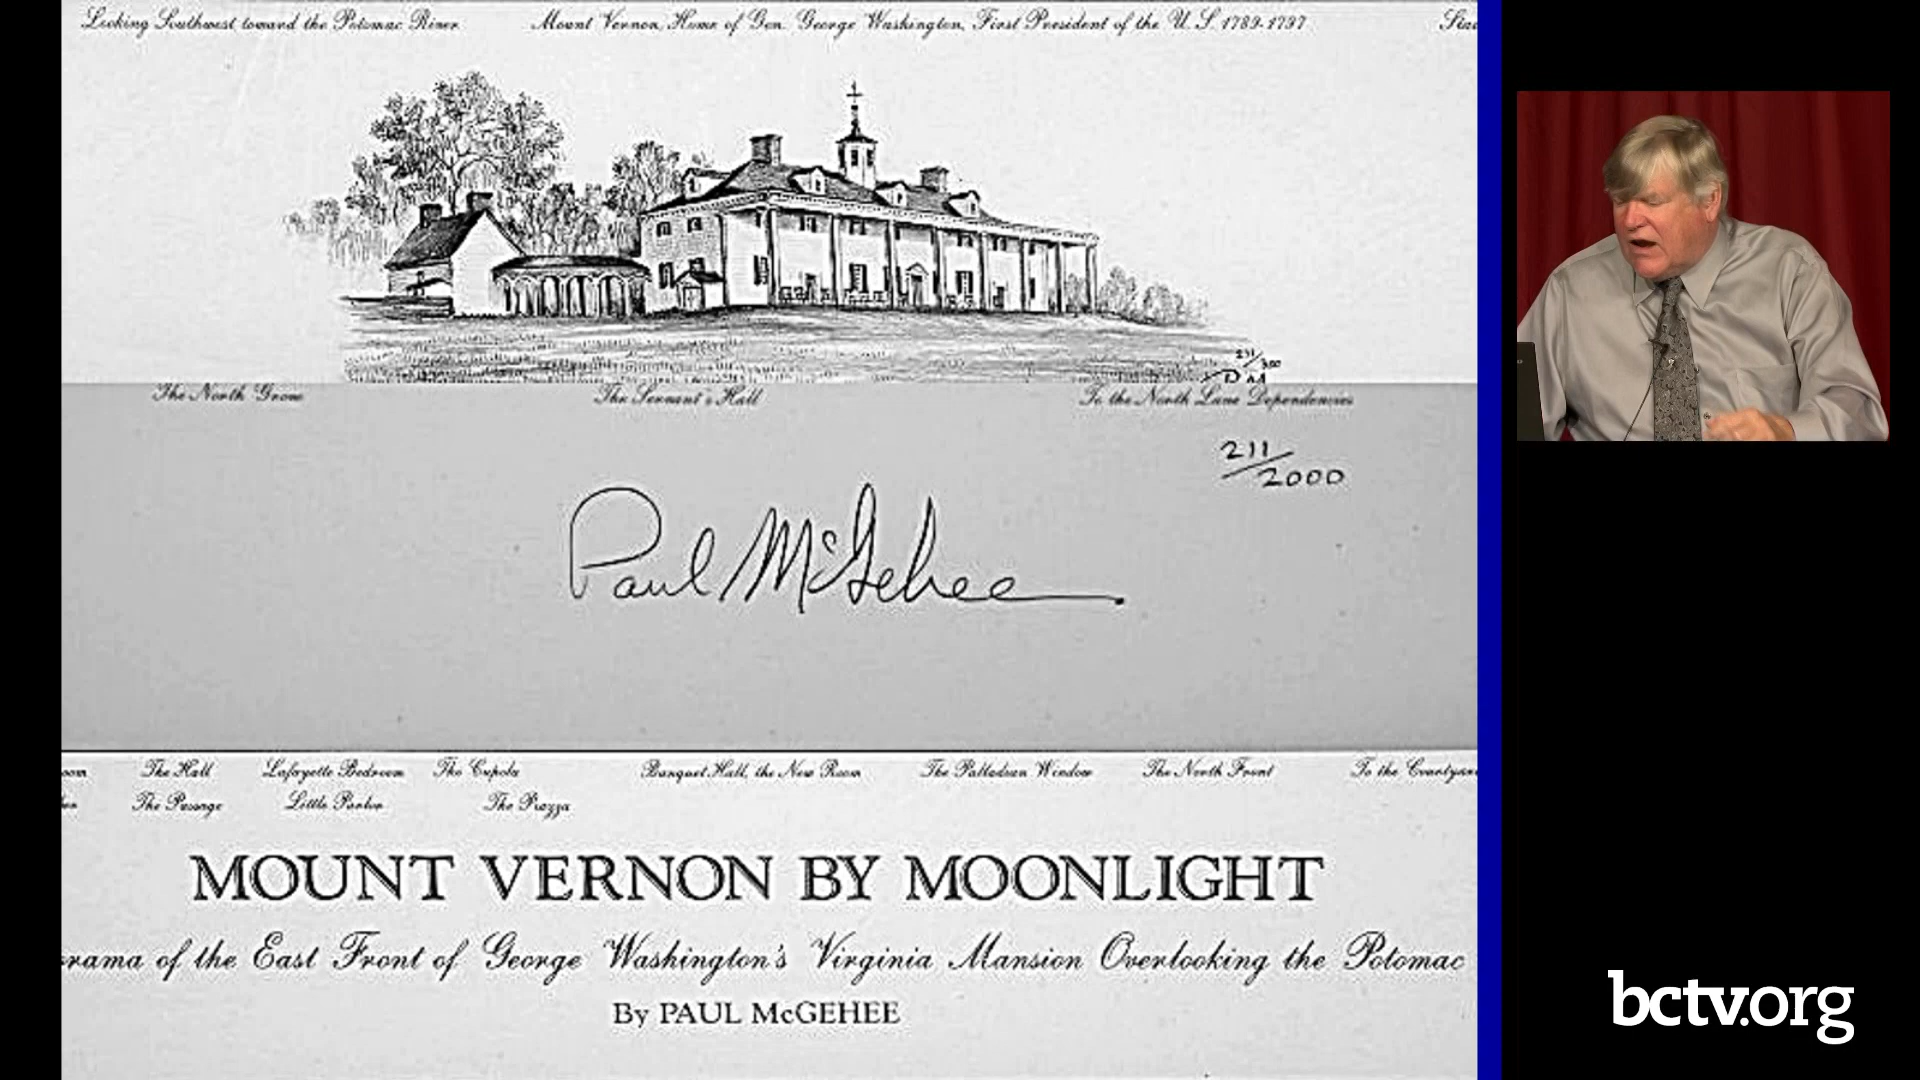 Looking Southwest toward the Potomac River
Mount Vernon, Home of Gen. George Washington, First President of the U.S. 1789-1797
211/300
The North Grove
The Servant's Hall
To the North Lane Dependencies
211/2000
Paul McGehee
The Hall
Lafayette Bedroom
The Cupola
Banquet Hall, the New Room
The Palladian Window
The North Front
To the
The Passage
Little Parlor
The Piazza
MOUNT VERNON BY MOONLIGHT
of the East Front of George Washington's Virginia Mansion Overlooking the Potomac
By PAUL McGEHEE
bctv.org